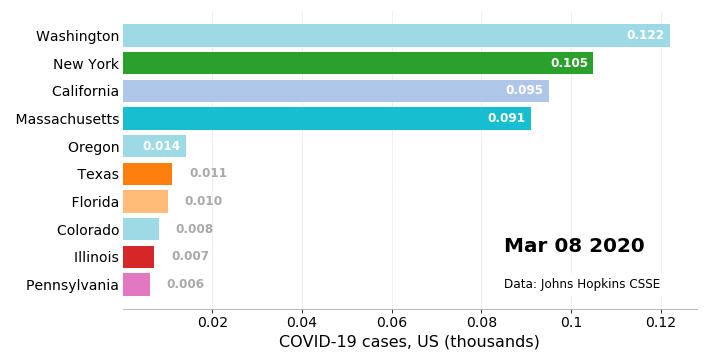 Washington 0.122
New York 0.105
California 0.095
Massachusetts 0.091
Oregon 0.014
Texas 0.011
Florida 0.010
Colorado 0.008
Illinois 0.007
Pennsylvania 0.006
Mar 08 2020
Data: Johns Hopkins CSSE
0.02 0.04 0.06 0.08 0.1 0.12
COVID-19 cases, US (thousands)